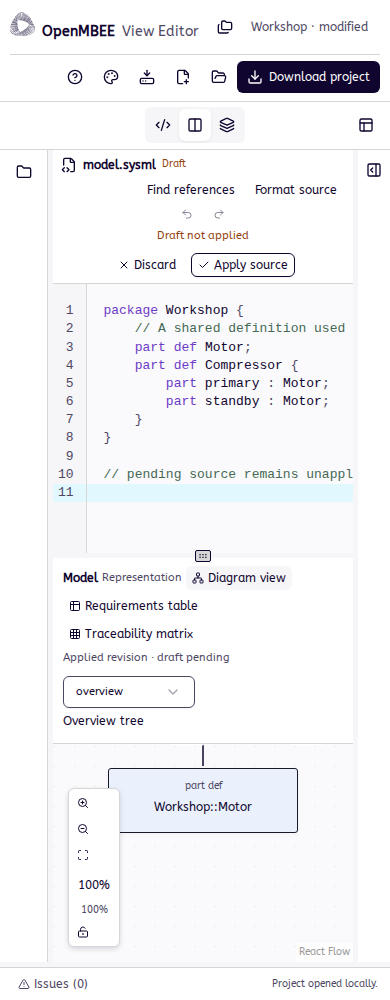 OpenMBEE View Editor
Workshop · modified
Download project
model.sysml Draft
Find references Format source
Draft not applied
Discard Apply source
1 package Workshop {
2 // A shared definition used
3 part def Motor;
4 part def Compressor {
5 part primary : Motor;
6 part standby : Motor;
7 }
8 }
9
10 // pending source remains unappl
11
Model Representation Diagram view
Requirements table
Traceability matrix
Applied revision · draft pending
overview
Overview tree
part def
Workshop::Motor
100%
100%
React Flow
Issues (0)
Project opened locally.